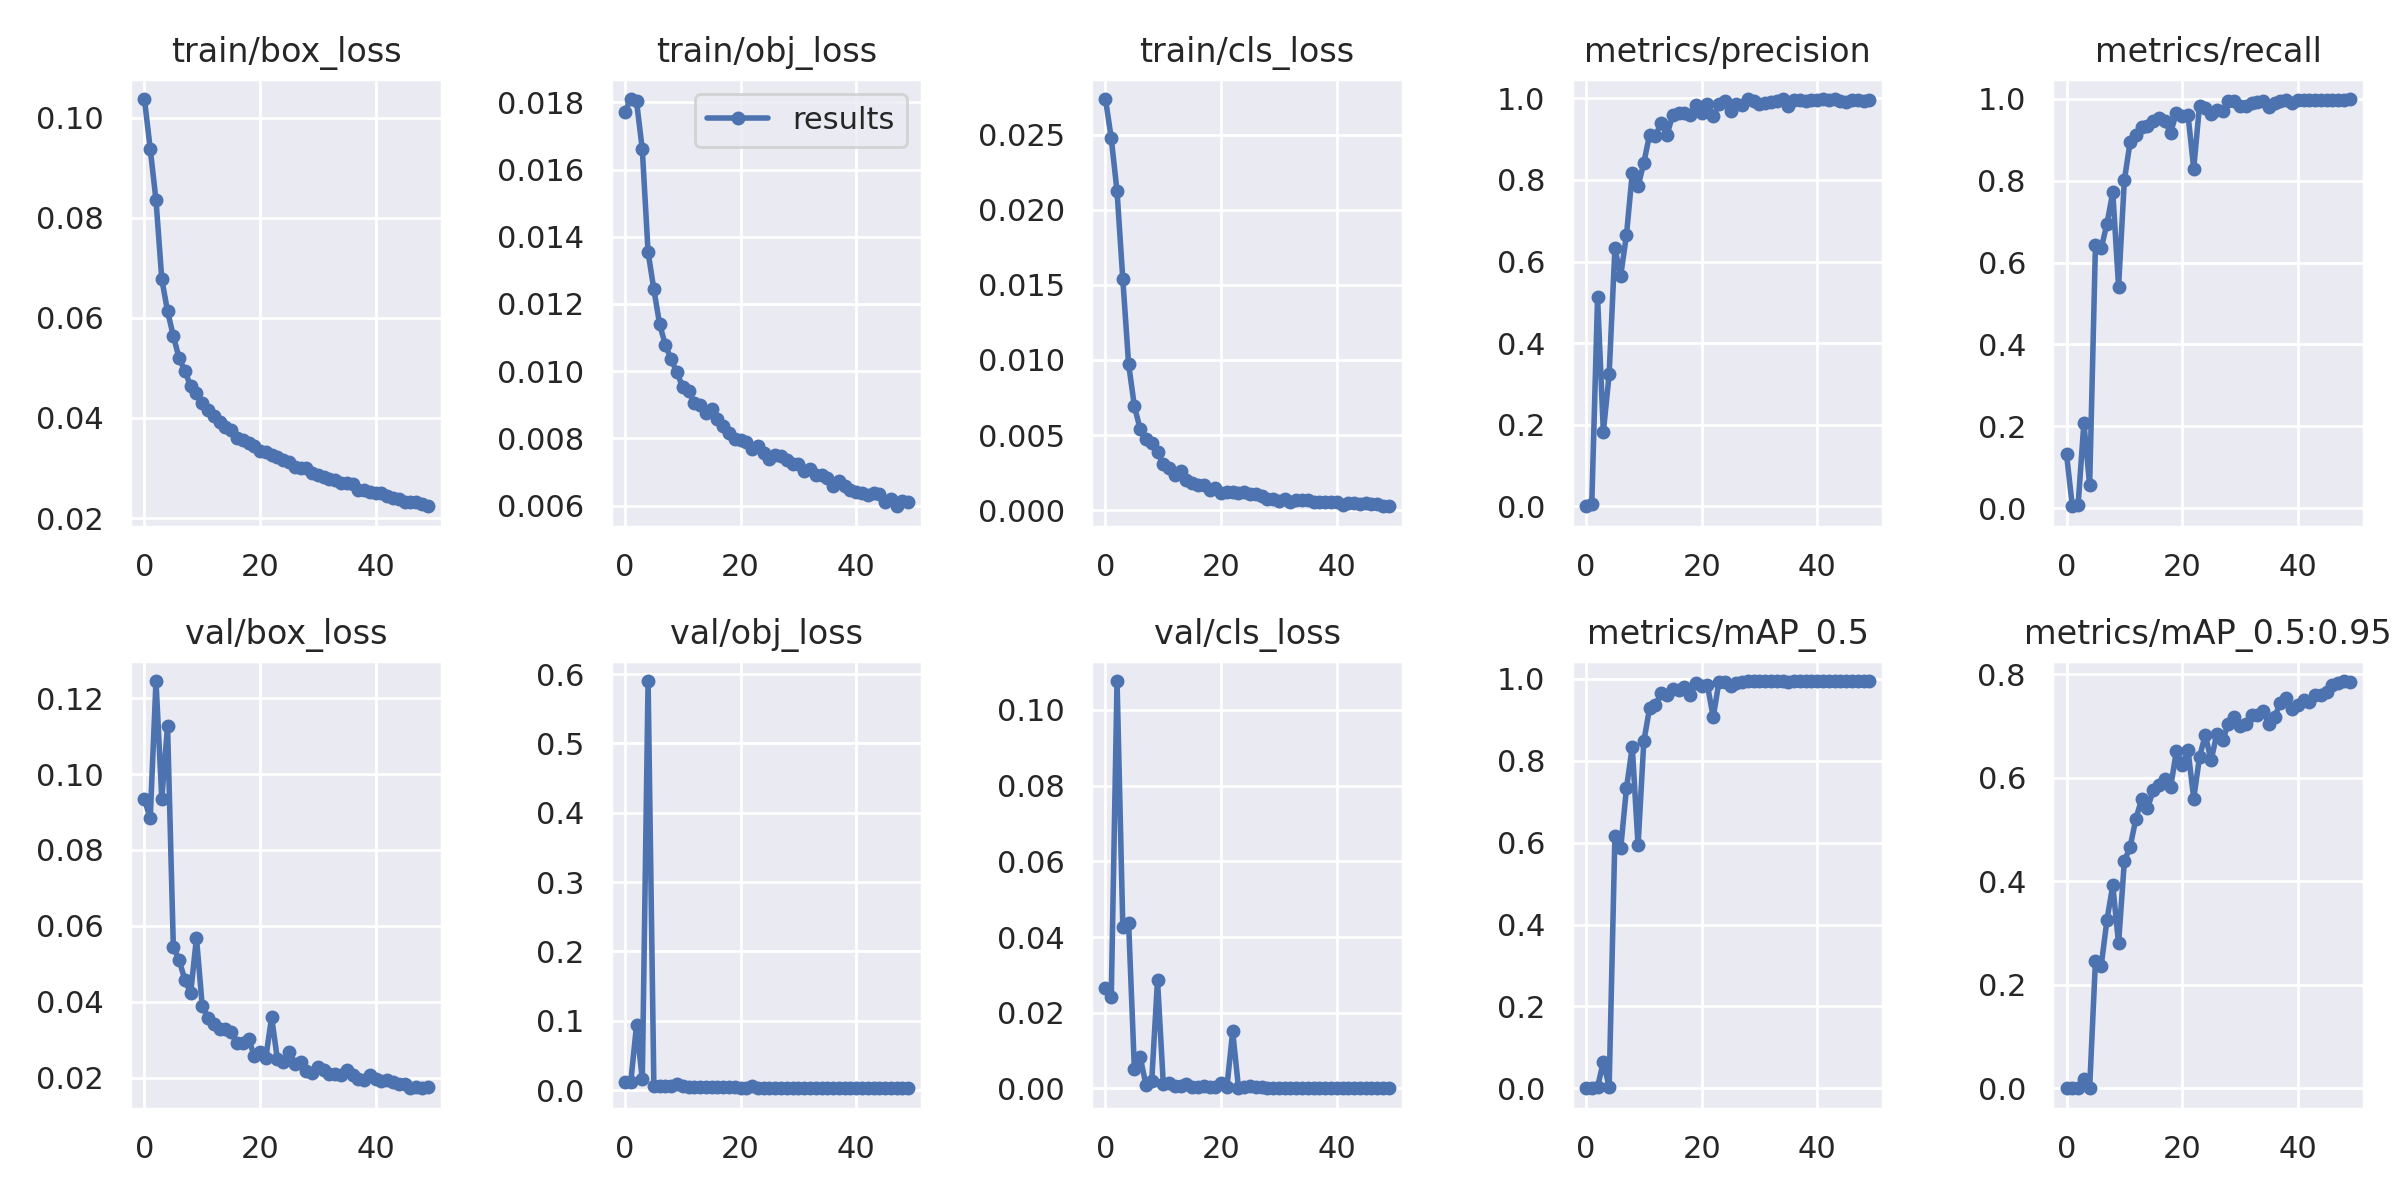 train/box_loss
0.10
0.08
0.06
0.04
0.02
0 20 40
train/obj_loss
results
0.018
0.016
0.014
0.012
0.010
0.008
0.006
0 20 40
train/cls_loss
0.025
0.020
0.015
0.010
0.005
0.000
0 20 40
metrics/precision
1.0
0.8
0.6
0.4
0.2
0.0
0 20 40
metrics/recall
1.0
0.8
0.6
0.4
0.2
0.0
0 20 40
val/box_loss
0.12
0.10
0.08
0.06
0.04
0.02
0 20 40
val/obj_loss
0.6
0.5
0.4
0.3
0.2
0.1
0.0
0 20 40
val/cls_loss
0.10
0.08
0.06
0.04
0.02
0.00
0 20 40
metrics/mAP_0.5
1.0
0.8
0.6
0.4
0.2
0.0
0 20 40
metrics/mAP_0.5:0.95
0.8
0.6
0.4
0.2
0.0
0 20 40